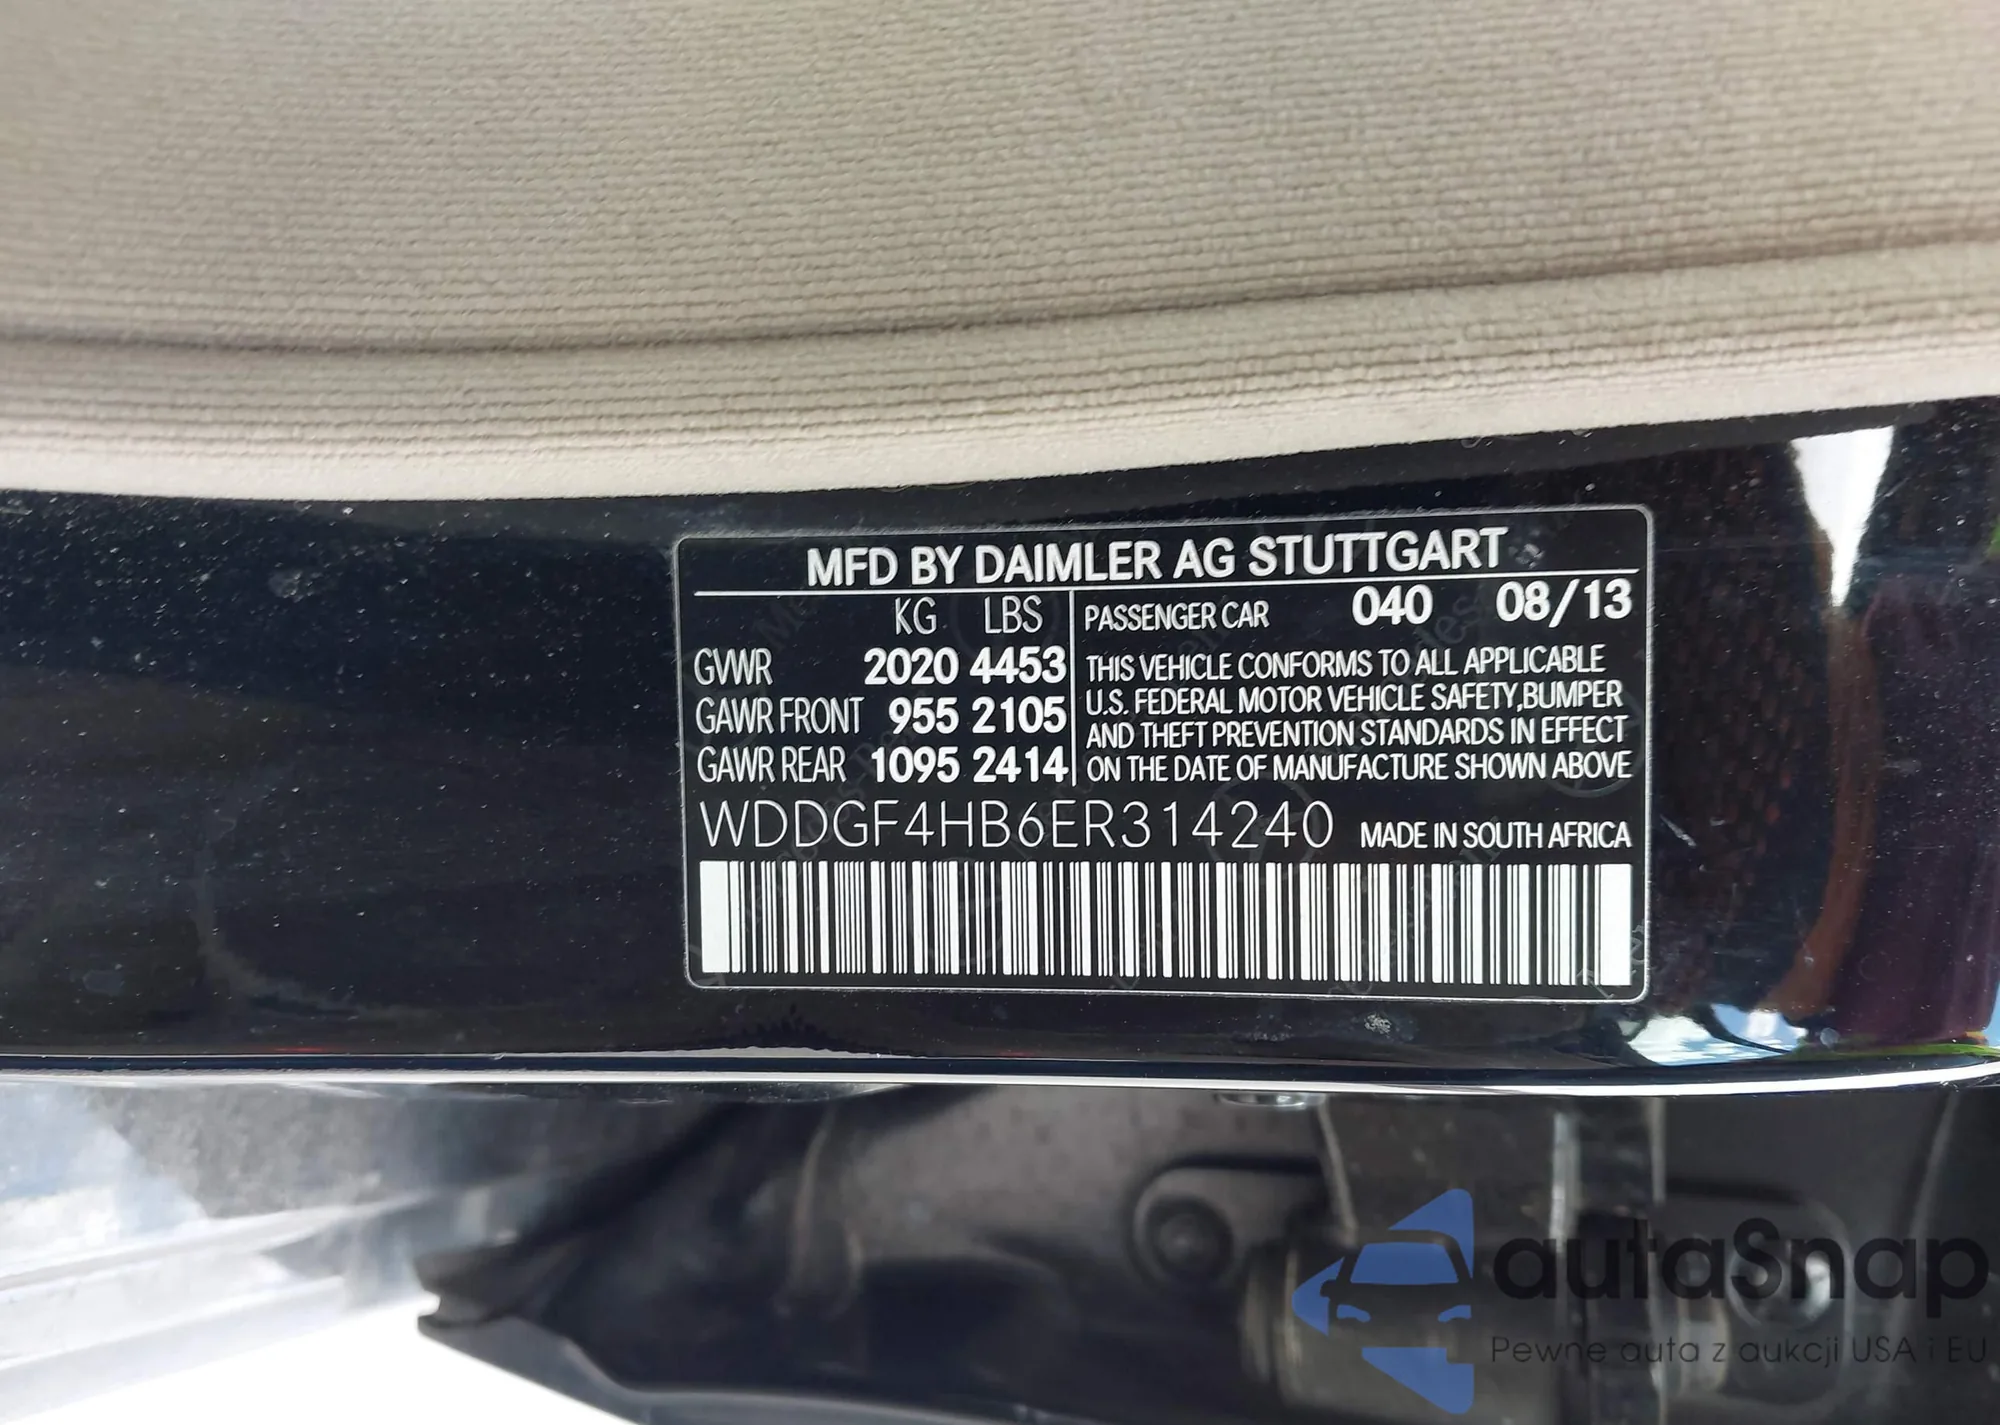 MFD BY DAIMLER AG STUTTGART
KG LBS
GVWR 2020 4453
GAWR FRONT 955 2105
GAWR REAR 1095 2414
PASSENGER CAR 040 08/13
THIS VEHICLE CONFORMS TO ALL APPLICABLE
U.S. FEDERAL MOTOR VEHICLE SAFETY,BUMPER
AND THEFT PREVENTION STANDARDS IN EFFECT
ON THE DATE OF MANUFACTURE SHOWN ABOVE
WDDGF4HB6ER314240 MADE IN SOUTH AFRICA
autaSnap
Pewne auta z aukcji USA i EU